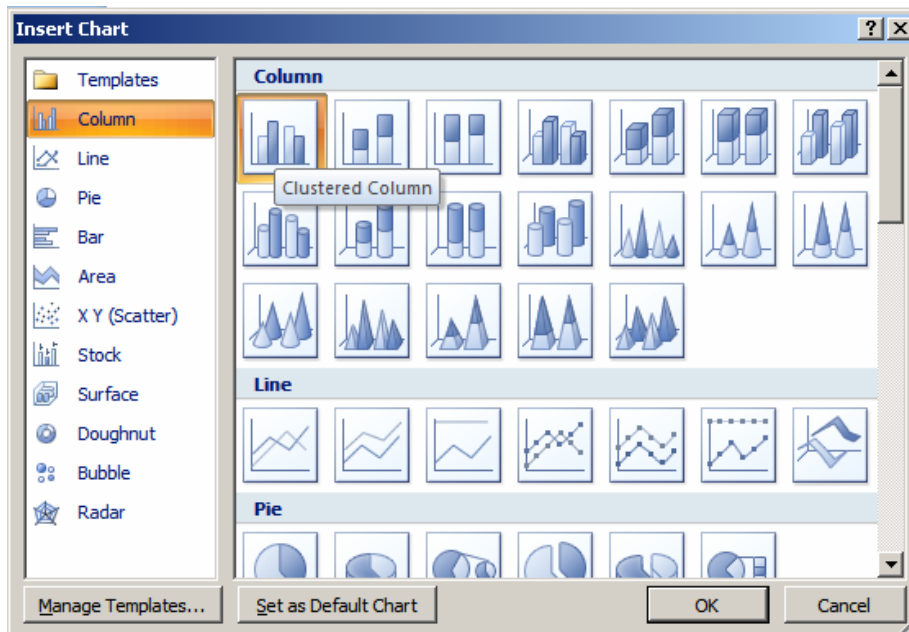 Insert Chart
Templates
Column
Line
Pie
Bar
Area
X Y (Scatter)
Stock
Surface
Doughnut
Bubble
Radar
Column
Clustered Column
Line
Pie
Manage Templates...
Set as Default Chart
OK
Cancel